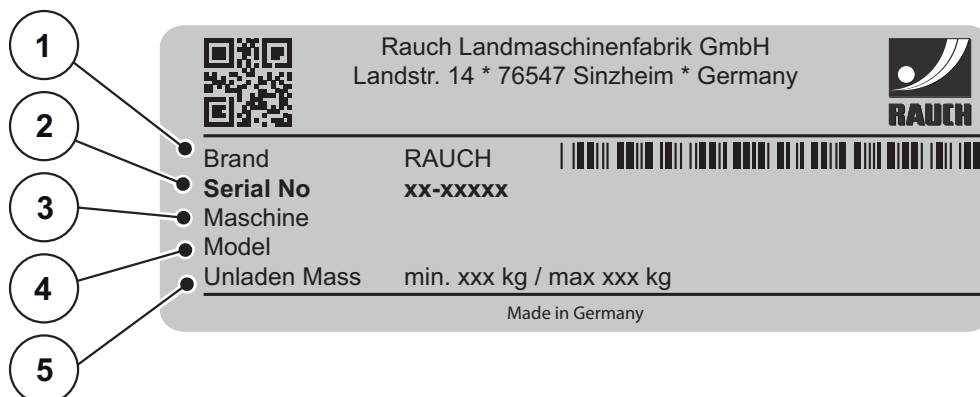 1
2
3
4
5
Rauch Landmaschinenfabrik GmbH
Landstr. 14 * 76547 Sinzheim * Germany
RAUCH
Brand RAUCH
Serial No xx-xxxxx
Maschine
Model
Unladen Mass min. xxx kg / max xxx kg
Made in Germany